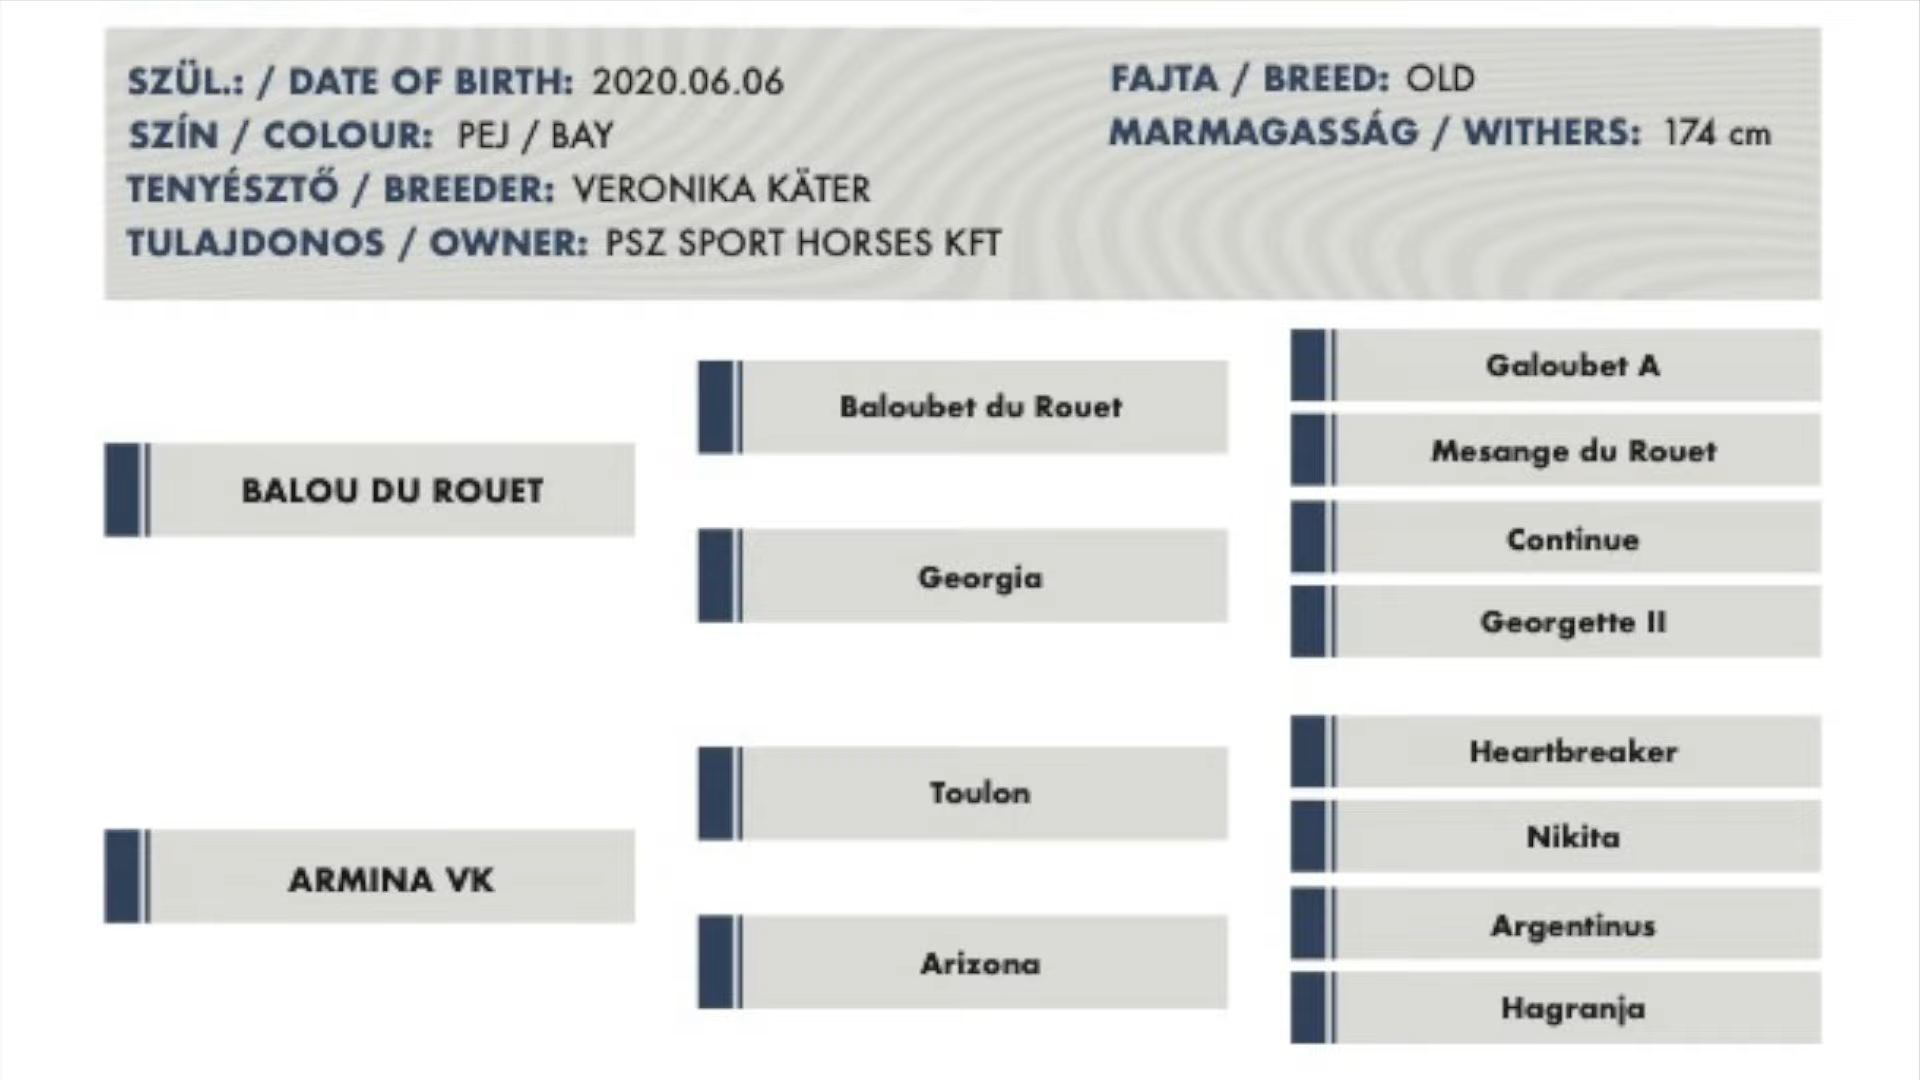 SZÜL.: / DATE OF BIRTH: 2020.06.06
SZÍN / COLOUR: PEJ / BAY
TENYÉSZTŐ / BREEDER: VERONIKA KÄTER
TULAJDONOS / OWNER: PSZ SPORT HORSES KFT
FAJTA / BREED: OLD
MARMAGASSÁG / WITHERS: 174 cm
BALOU DU ROUET
Baloubet du Rouet
Georgia
Galoubet A
Mesange du Rouet
Continue
Georgette II
ARMINA VK
Toulon
Arizona
Heartbreaker
Nikita
Argentinus
Hagranja